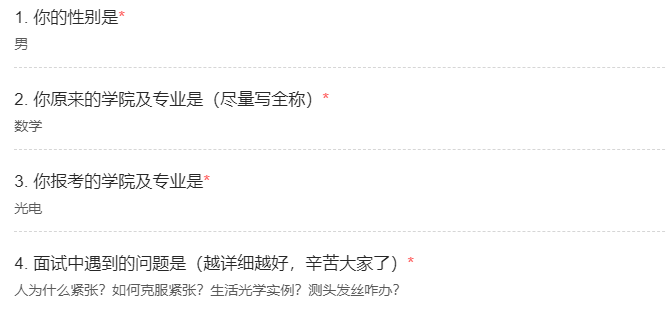 1. 你的性别是*
男
2. 你原来的学院及专业是（尽量写全称）*
数学
3. 你报考的学院及专业是*
光电
4. 面试中遇到的问题是（越详细越好，辛苦大家了）*
人为什么紧张？如何克服紧张？生活光学实例？测头发丝咋办？